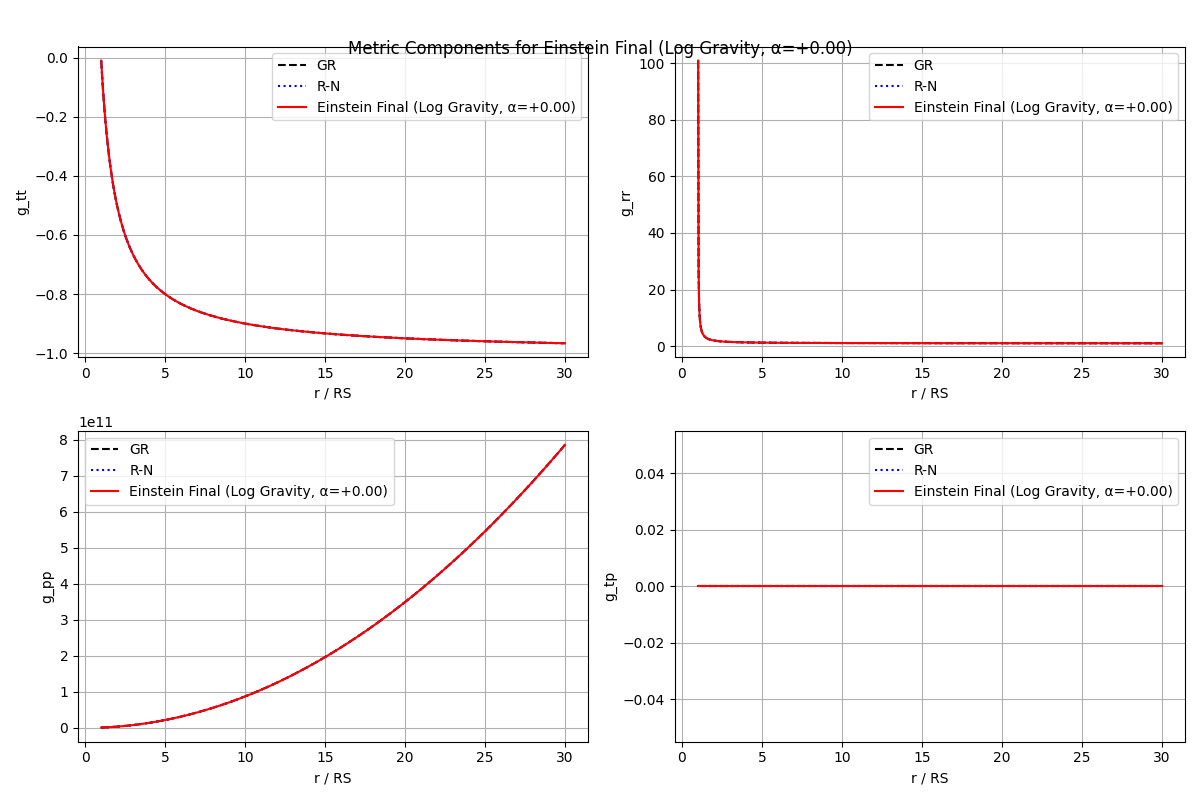 Metric Components for Einstein Final (Log Gravity, α=+0.00)
0.0
−0.2
−0.4
−0.6
−0.8
−1.0
g_tt
0
5
10
15
20
25
30
r / RS
GR
R-N
Einstein Final (Log Gravity, α=+0.00)
100
80
60
40
20
0
g_rr
0
5
10
15
20
25
30
r / RS
GR
R-N
Einstein Final (Log Gravity, α=+0.00)
1e11
8
7
6
5
4
3
2
1
0
g_pp
0
5
10
15
20
25
30
r / RS
GR
R-N
Einstein Final (Log Gravity, α=+0.00)
0.04
0.02
0.00
−0.02
−0.04
g_tp
0
5
10
15
20
25
30
r / RS
GR
R-N
Einstein Final (Log Gravity, α=+0.00)